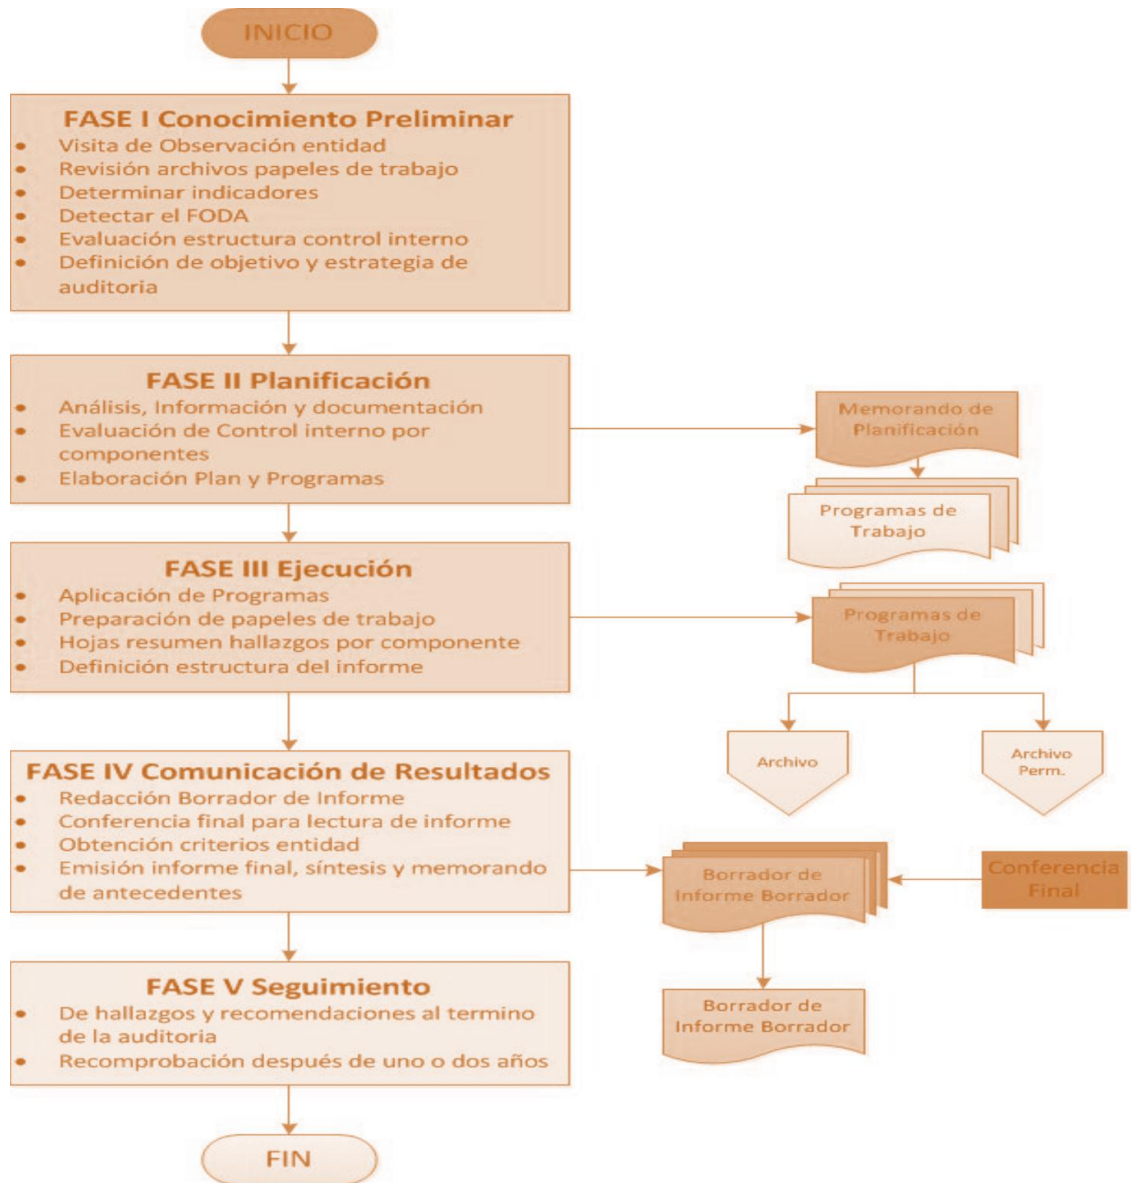 INICIO
FASE I Conocimiento Preliminar
• Visita de Observación entidad
• Revisión archivos papeles de trabajo
• Determinar indicadores
• Detectar el FODA
• Evaluación estructura control interno
• Definición de objetivo y estrategia de
auditoria
FASE II Planificación
• Análisis, Información y documentación
• Evaluación de Control interno por
componentes
• Elaboración Plan y Programas
Memorando de
Planificación
Programas de
Trabajo
FASE III Ejecución
• Aplicación de Programas
• Preparación de papeles de trabajo
• Hojas resumen hallazgos por componente
• Definición estructura del informe
Programas de
Trabajo
Archivo
Archivo
Perm.
FASE IV Comunicación de Resultados
• Redacción Borrador de Informe
• Conferencia final para lectura de informe
• Obtención criterios entidad
• Emisión informe final, síntesis y memorando
de antecedentes
Borrador de
Informe Borrador
Conferencia
Final
FASE V Seguimiento
• De hallazgos y recomendaciones al termino
de la auditoria
• Recomprobación después de uno o dos años
Borrador de
Informe Borrador
FIN